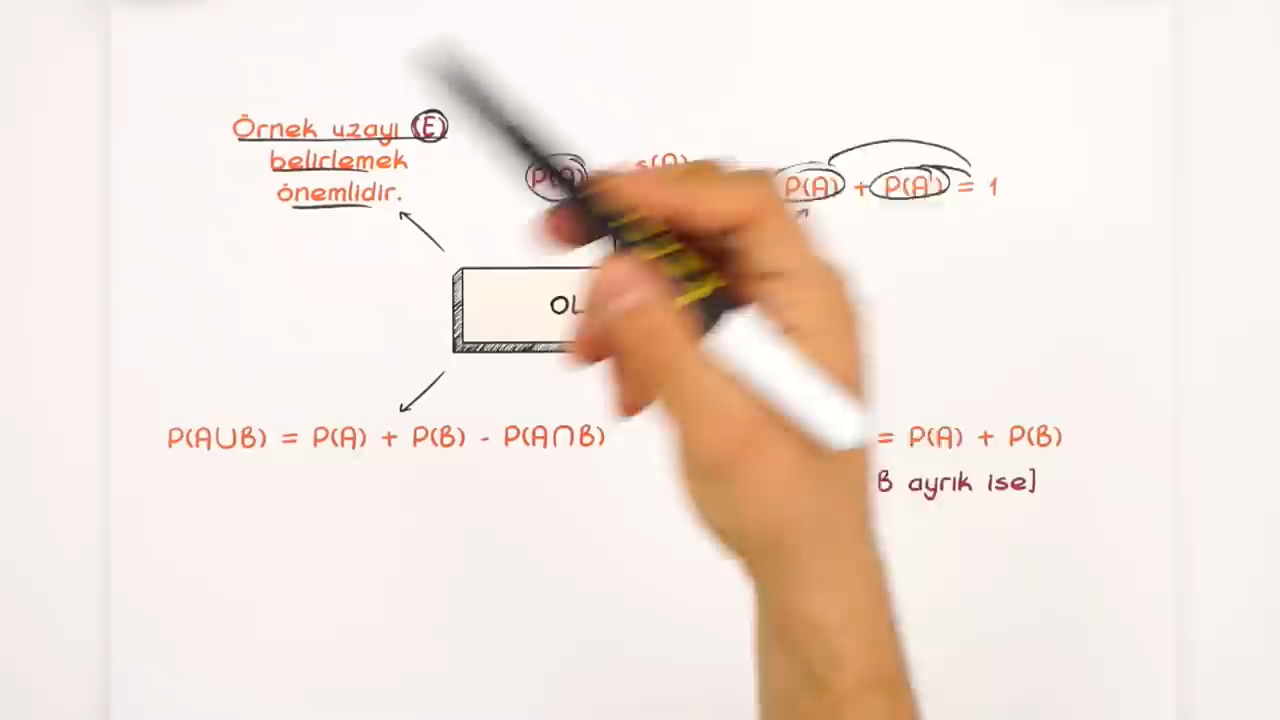 Örnek uzayı (E)
belirlemek
önemlidir.
P(A)
s(A)
P(A) + P(A') = 1
OL
P(A∪B) = P(A) + P(B) - P(A∩B)
= P(A) + P(B)
B ayrık ise]